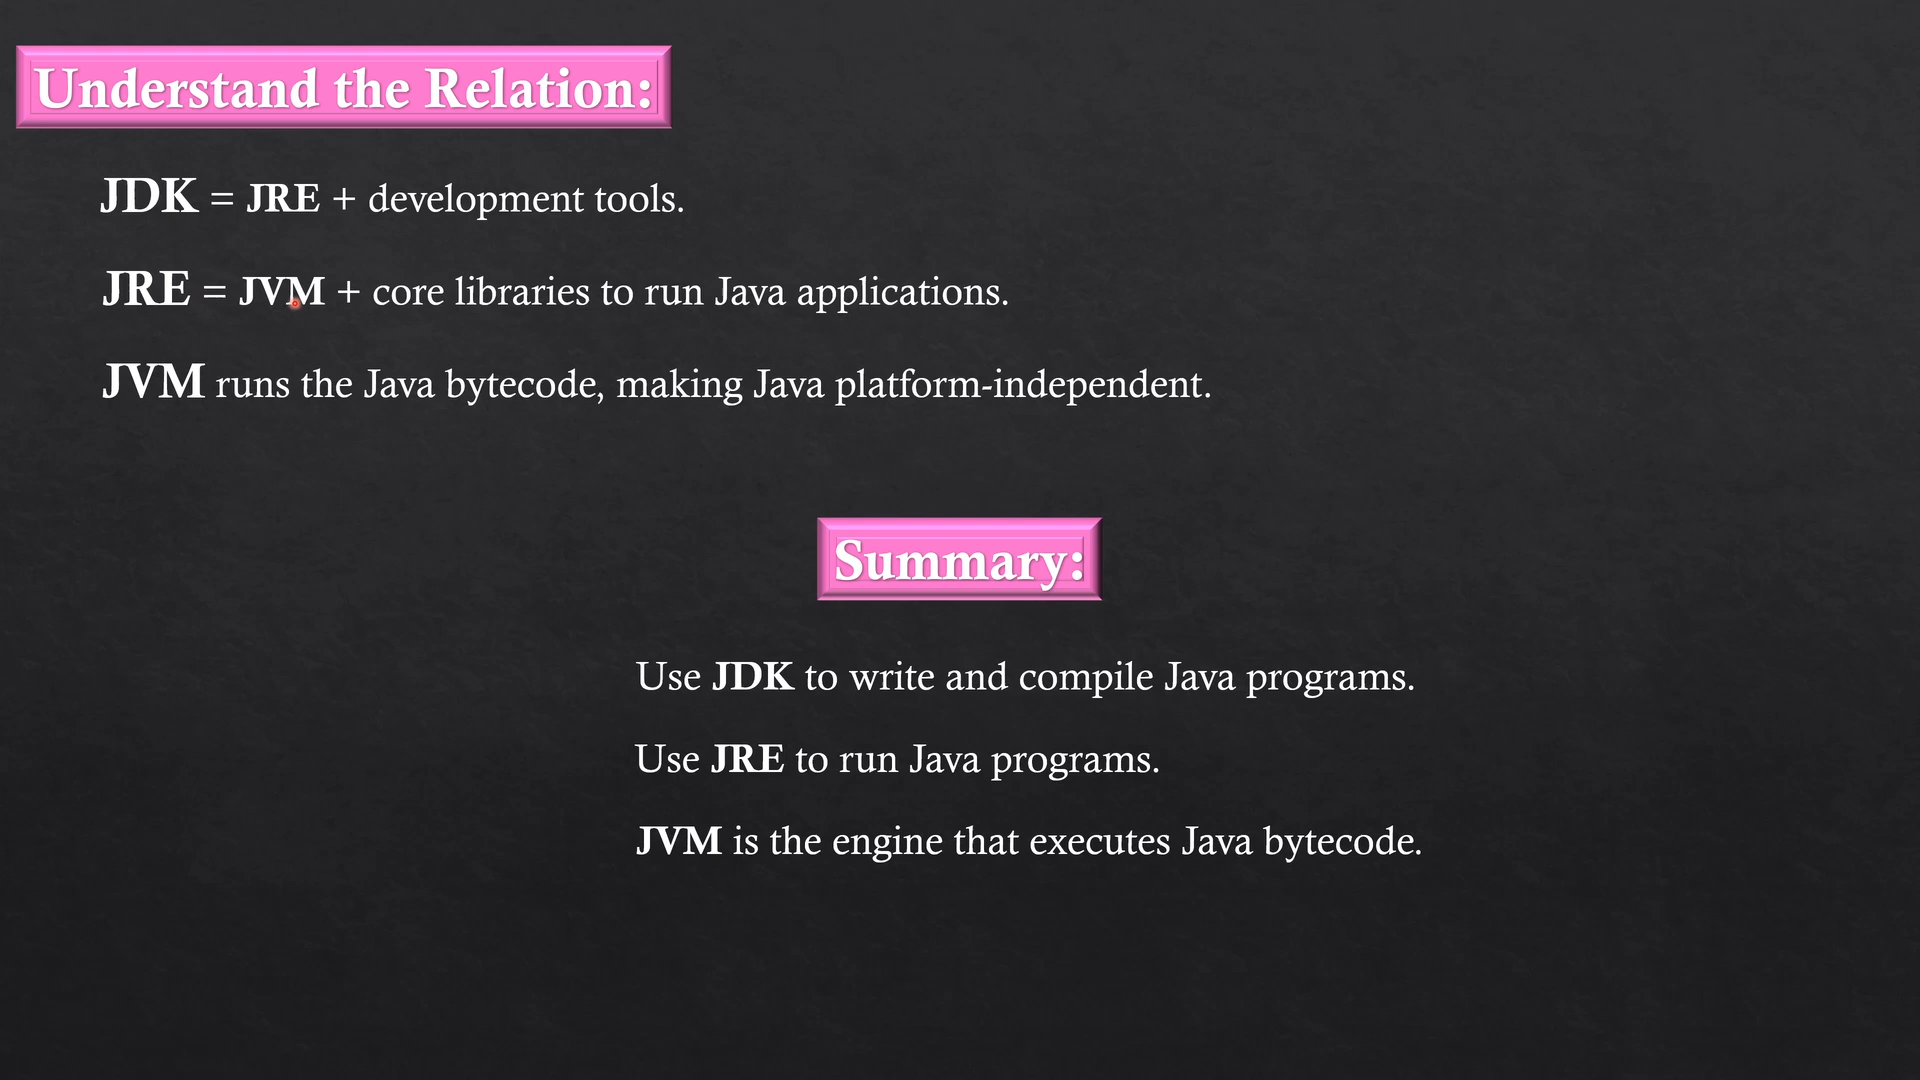 Understand the Relation:
JDK = JRE + development tools.
JRE = JVM + core libraries to run Java applications.
JVM runs the Java bytecode, making Java platform-independent.
Summary:
Use JDK to write and compile Java programs.
Use JRE to run Java programs.
JVM is the engine that executes Java bytecode.